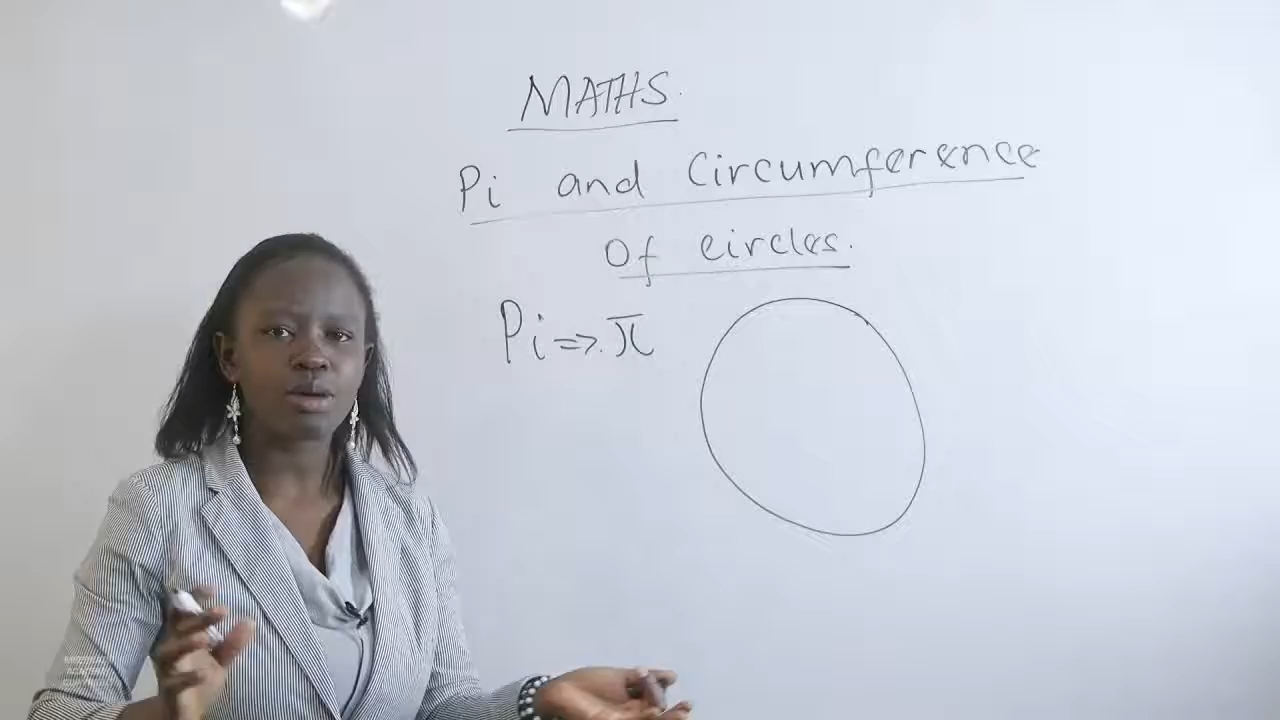 MATHS.
Pi and Circumference
Of circles.
Pi => π